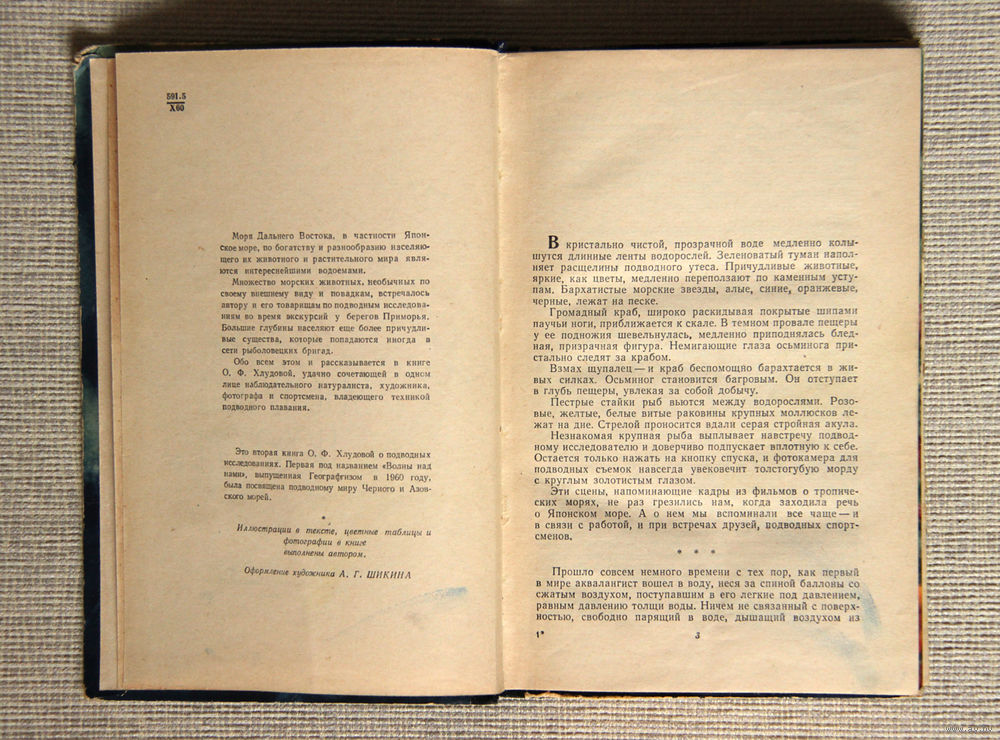 591.5
Х60
Моря Дальнего Востока, в частности Япон-
ское море, по богатству и разнообразию населяю-
щего их животного и растительного мира явля-
ются интереснейшими водоемами.
Множество морских животных, необычных по
своему внешнему виду и повадкам, встречалось
автору и его товарищам по подводным исследова-
ниям во время экскурсий у берегов Приморья.
Большие глубины населяют еще более причудли-
вые существа, которые попадаются иногда в
сети рыболовецких бригад.
Обо всем этом и рассказывается в книге
О. Ф. Хлудовой, удачно сочетающей в одном
лице наблюдательного натуралиста, художника,
фотографа и спортсмена, владеющего техникой
подводного плавания.
Это вторая книга О. Ф. Хлудовой о подводных
исследованиях. Первая под названием «Волны над
нами», выпущенная Географгизом в 1960 году,
была посвящена подводному миру Черного и Азов-
ского морей.
*
Иллюстрации в тексте, цветные таблицы и
фотографии в книге
выполнены автором.
Оформление художника А. Г. ШИКИНА
В кристально чистой, прозрачной воде медленно колы-
шутся длинные ленты водорослей. Зеленоватый туман напол-
няет расщелины подводного утеса. Причудливые животные,
яркие, как цветы, медленно переползают по каменным усту-
пам. Бархатистые морские звезды, алые, синие, оранжевые,
черные, лежат на песке.
Громадный краб, широко раскидывая покрытые шипами
паучьи ноги, приближается к скале. В темном провале пещеры
у ее подножия шевельнулась, медленно приподнялась блед-
ная, призрачная фигура. Немигающие глаза осьминога при-
стально следят за крабом.
Взмах щупалец — и краб беспомощно барахтается в жи-
вых силках. Осьминог становится багровым. Он отступает
в глубь пещеры, увлекая за собой добычу.
Пестрые стайки рыб вьются между водорослями. Розо-
вые, желтые, белые витые раковины крупных моллюсков ле-
жат на дне. Стрелой проносится вдали серая стройная акула.
Незнакомая крупная рыба выплывает навстречу подвод-
ному исследователю и доверчиво подпускает вплотную к себе.
Остается только нажать на кнопку спуска, и фотокамера для
подводных съемок навсегда увековечит толстогубую морду
с круглым золотистым глазом.
Эти сцены, напоминающие кадры из фильмов о тропиче-
ских морях, не раз грезились нам, когда заходила речь
о Японском море. А о нем мы вспоминали все чаще — и
в связи с работой, и при встречах друзей, подводных спорт-
сменов.
* * *
Прошло совсем немного времени с тех пор, как первый
в мире аквалангист вошел в воду, неся за спиной баллоны со
сжатым воздухом, поступавшим в его легкие под давлением,
равным давлению толщи воды. Ничем не связанный с поверх-
ностью, свободно парящий в воде, дышащий воздухом из
1*
3